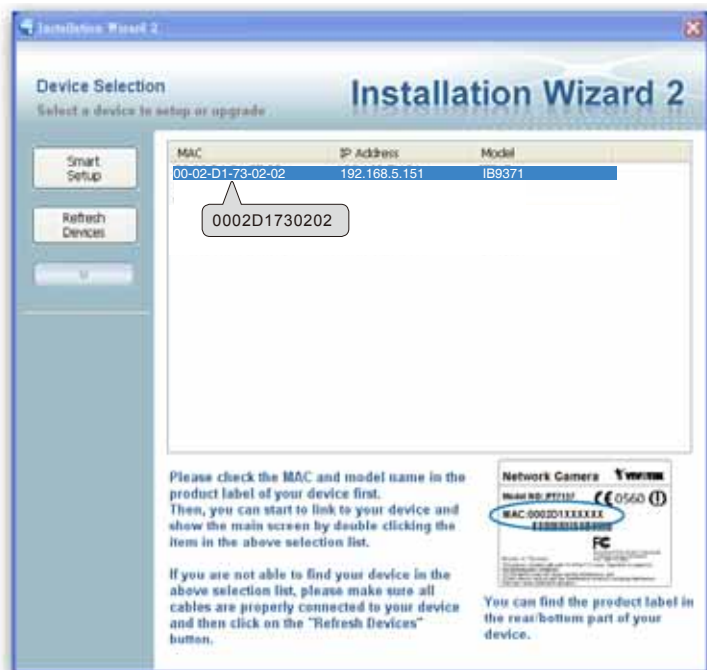 Installation Wizard 2
Device Selection
Select a device to setup or upgrade
Installation Wizard 2
Smart
Setup
Refresh
Devices
MAC IP Address Model
00-02-D1-73-02-02 192.168.5.151 IB9371
0002D1730202
Please check the MAC and model name in the
product label of your device first.
Then, you can start to link to your device and
show the main screen by double clicking the
item in the above selection list.
If you are not able to find your device in the
above selection list, please make sure all
cables are properly connected to your device
and then click on the "Refresh Devices"
button.
Network Camera
Model NO: PT7137
0560
MAC:0002D1XXXXXX
FC
You can find the product label in
the rear/bottom part of your
device.